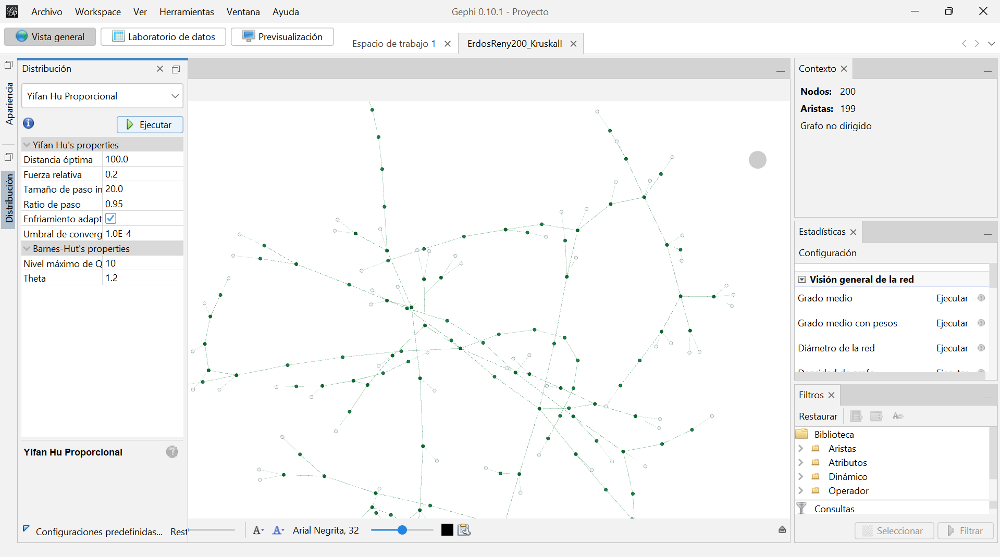 Archivo Workspace Ver Herramientas Ventana Ayuda Gephi 0.10.1 - Proyecto
Vista general Laboratorio de datos Previsualización
Espacio de trabajo 1 ErdosReny200_Kruskall
Apariencia
Distribución
Distribución
Yifan Hu Proporcional
Ejecutar
Yifan Hu's properties
Distancia óptima 100.0
Fuerza relativa 0.2
Tamaño de paso in 20.0
Ratio de paso 0.95
Enfriamiento adapt
Umbral de converg 1.0E-4
Barnes-Hut's properties
Nivel máximo de Q 10
Theta 1.2
Yifan Hu Proporcional
Configuraciones predefinidas... Rest
A A Arial Negrita, 32
Contexto
Nodos: 200
Aristas: 199
Grafo no dirigido
Estadísticas
Configuración
Visión general de la red
Grado medio Ejecutar
Grado medio con pesos Ejecutar
Diámetro de la red Ejecutar
Densidad de grafo Ejecutar
Filtros
Restaurar
Biblioteca
Aristas
Atributos
Dinámico
Operador
Consultas
Seleccionar Filtrar